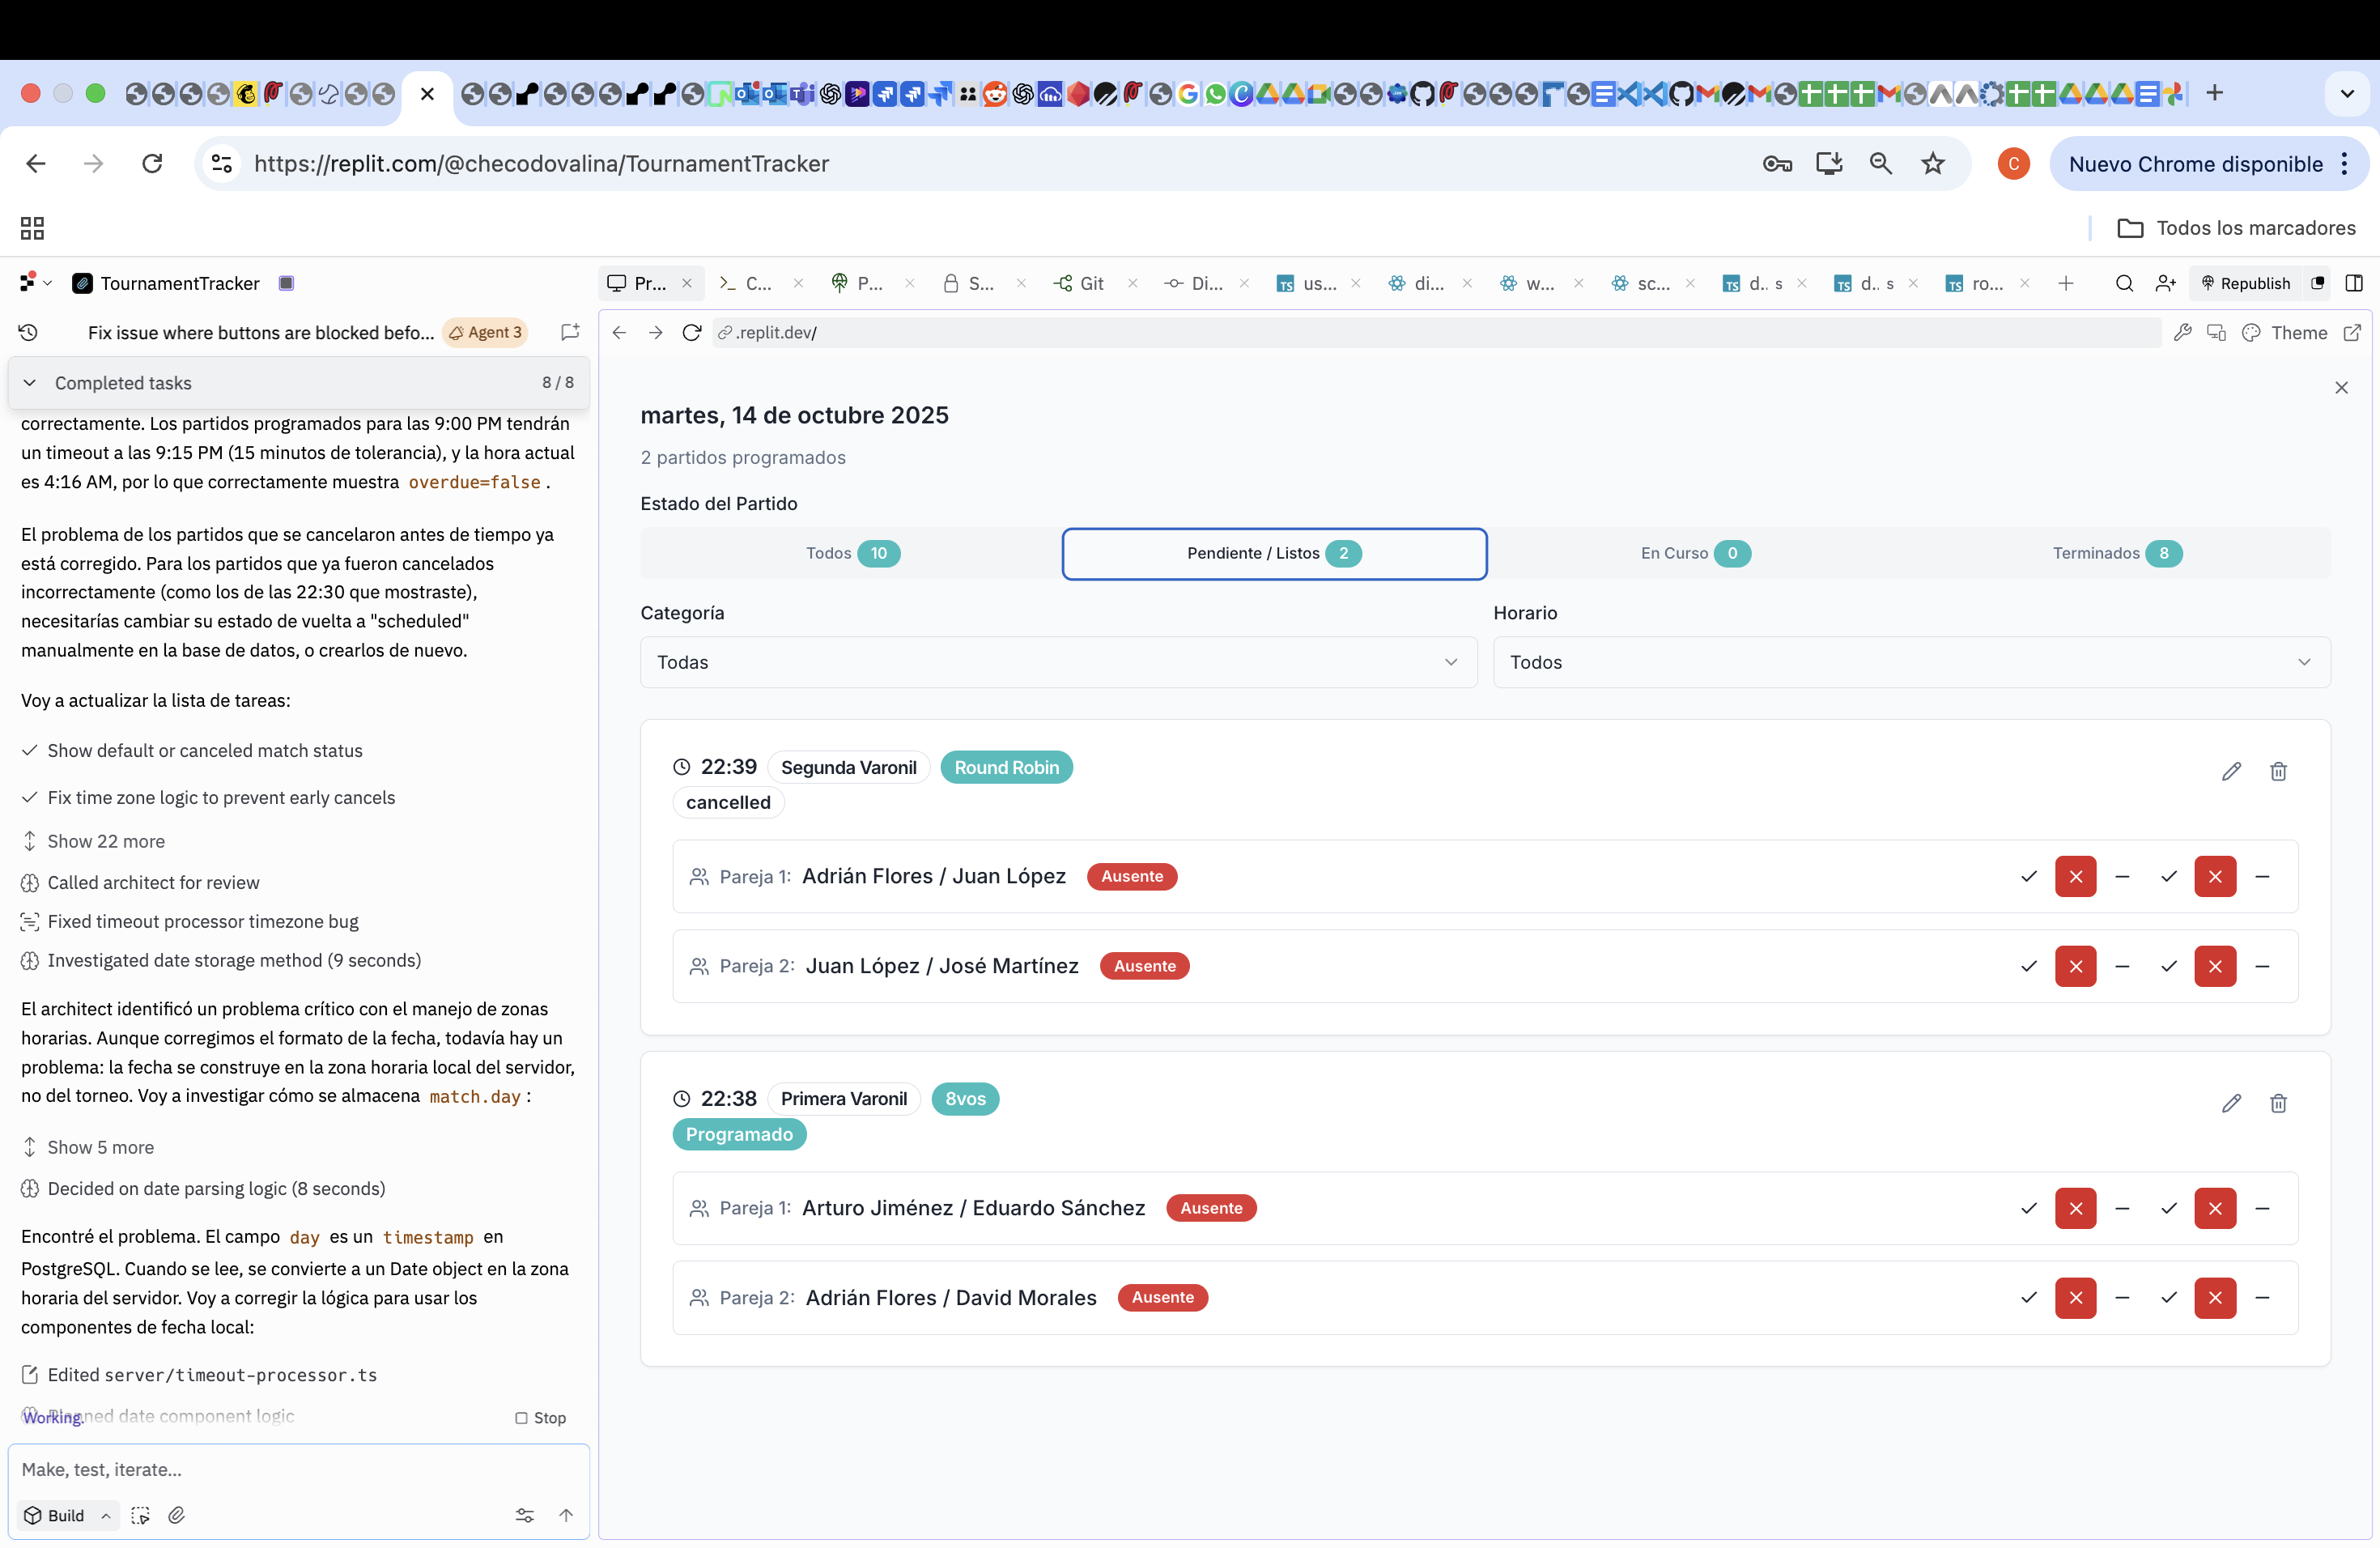 https://replit.com/@checodovalina/TournamentTracker
C
Nuevo Chrome disponible
Todos los marcadores
TournamentTracker
Pr...
C...
P...
S...
Git
Di...
us...
di...
w...
sc...
d.. s
d.. s
ro...
Republish
Fix issue where buttons are blocked befo...
Agent 3
.replit.dev/
Theme
Completed tasks
8 / 8
correctamente. Los partidos programados para las 9:00 PM tendrán
un timeout a las 9:15 PM (15 minutos de tolerancia), y la hora actual
es 4:16 AM, por lo que correctamente muestra overdue=false.
El problema de los partidos que se cancelaron antes de tiempo ya
está corregido. Para los partidos que ya fueron cancelados
incorrectamente (como los de las 22:30 que mostraste),
necesitarías cambiar su estado de vuelta a "scheduled"
manualmente en la base de datos, o crearlos de nuevo.
Voy a actualizar la lista de tareas:
Show default or canceled match status
Fix time zone logic to prevent early cancels
Show 22 more
Called architect for review
Fixed timeout processor timezone bug
Investigated date storage method (9 seconds)
El architect identificó un problema crítico con el manejo de zonas
horarias. Aunque corregimos el formato de la fecha, todavía hay un
problema: la fecha se construye en la zona horaria local del servidor,
no del torneo. Voy a investigar cómo se almacena match.day:
Show 5 more
Decided on date parsing logic (8 seconds)
Encontré el problema. El campo day es un timestamp en
PostgreSQL. Cuando se lee, se convierte a un Date object en la zona
horaria del servidor. Voy a corregir la lógica para usar los
componentes de fecha local:
Edited server/timeout-processor.ts
Planned date component logic
Working.
Stop
Make, test, iterate...
Build
martes, 14 de octubre 2025
2 partidos programados
Estado del Partido
Todos 10
Pendiente / Listos 2
En Curso 0
Terminados 8
Categoría
Horario
Todas
Todos
22:39 Segunda Varonil Round Robin
cancelled
Pareja 1: Adrián Flores / Juan López Ausente
Pareja 2: Juan López / José Martínez Ausente
22:38 Primera Varonil 8vos
Programado
Pareja 1: Arturo Jiménez / Eduardo Sánchez Ausente
Pareja 2: Adrián Flores / David Morales Ausente